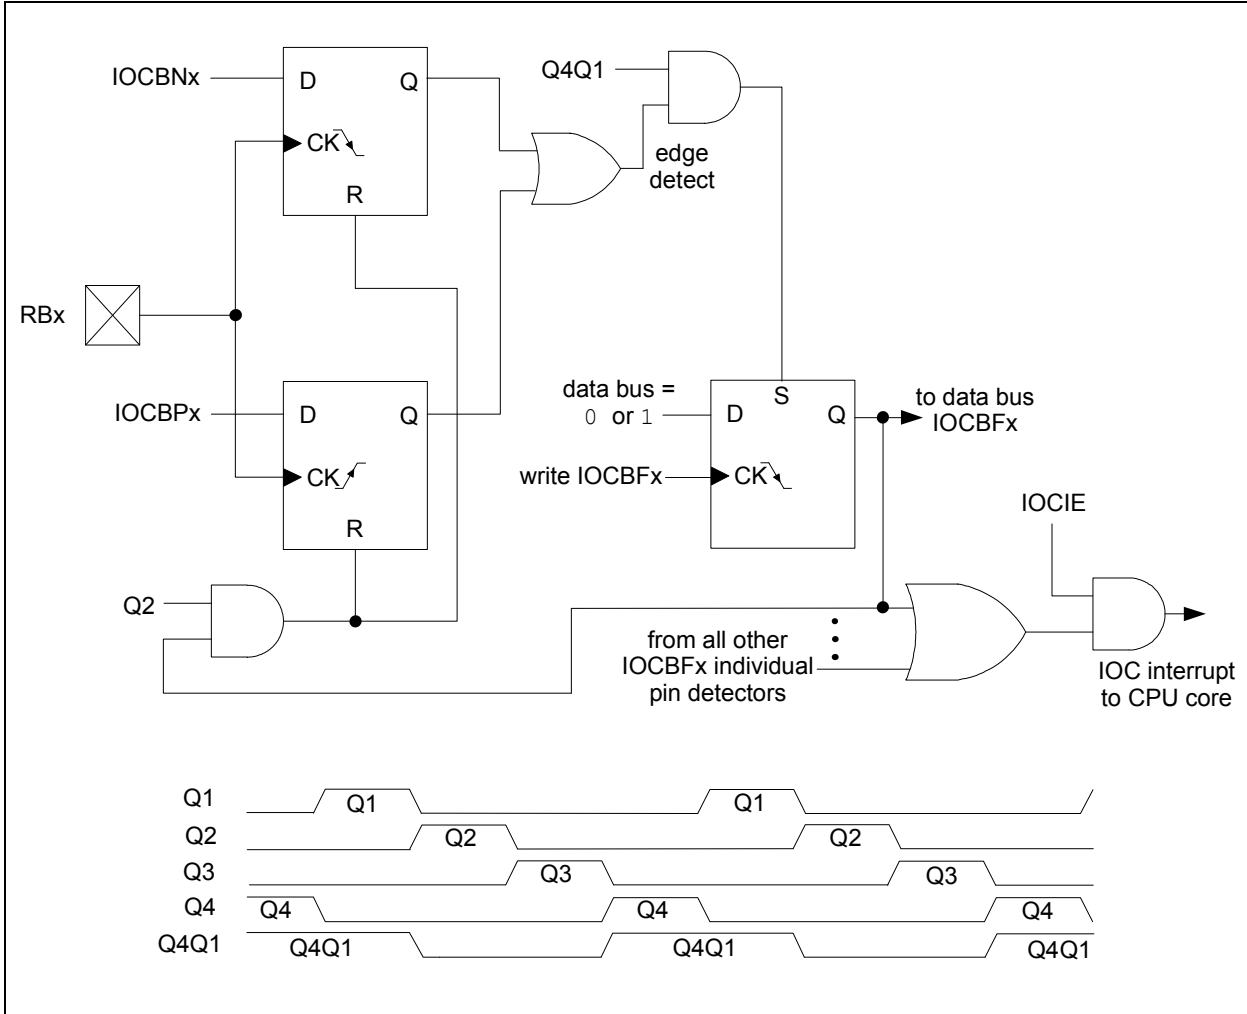 IOCBNx
D
Q
CK
R
Q4Q1
edge
detect
RBx
IOCBPx
D
Q
CK
R
data bus =
0 or 1
D
S
Q
to data bus
IOCBFx
write IOCBFx
CK
IOCIE
Q2
from all other
IOCBFx individual
pin detectors
IOC interrupt
to CPU core
Q1
Q1
Q1
Q2
Q2
Q2
Q3
Q3
Q3
Q4
Q4
Q4
Q4
Q4Q1
Q4Q1
Q4Q1
Q4Q1